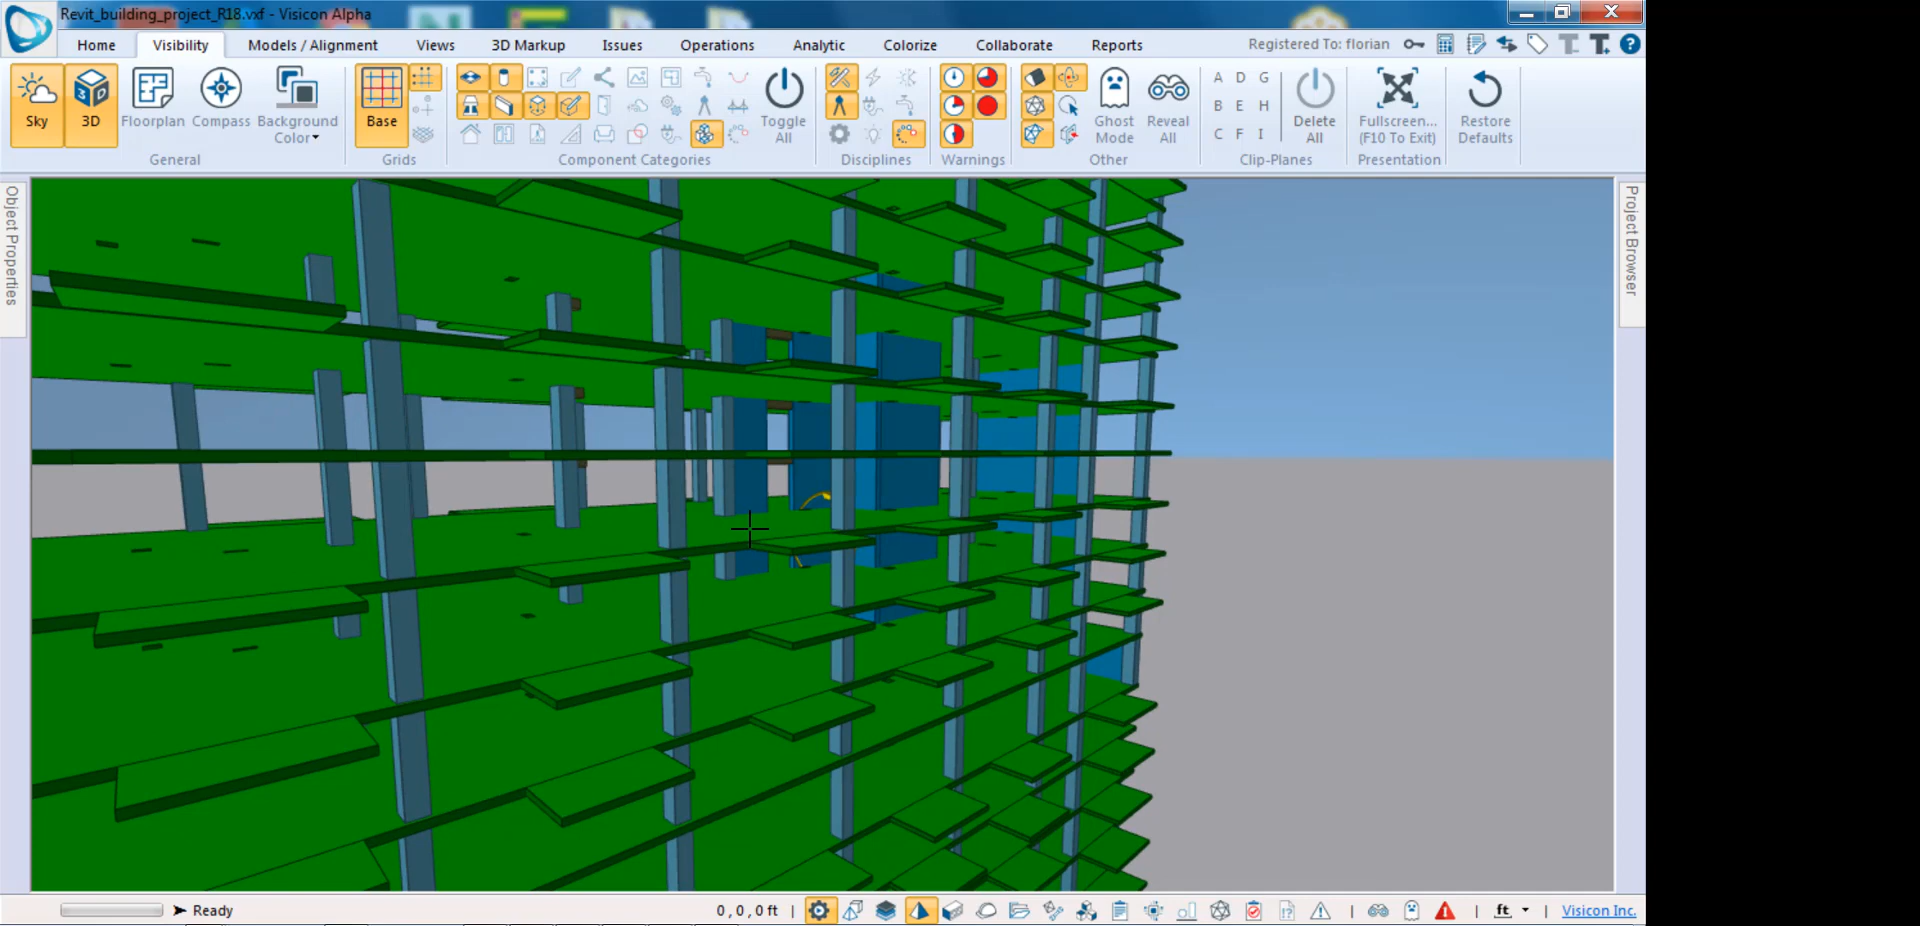 Revit_building_project_R18.vxf - Visicon Alpha
Home Visibility Models / Alignment Views 3D Markup Issues Operations Analytic Colorize Collaborate Reports Registered To: florian
Sky 3D Floorplan Compass Background Color
Base
Toggle All
Ghost Mode
Reveal All
A D G
B E H
C F I
Delete All
Fullscreen... (F10 To Exit)
Restore Defaults
General Grids Component Categories Disciplines Warnings Other Clip-Planes Presentation
Object Properties
Project Browser
Ready 0 , 0 , 0 ft ft Visicon Inc.